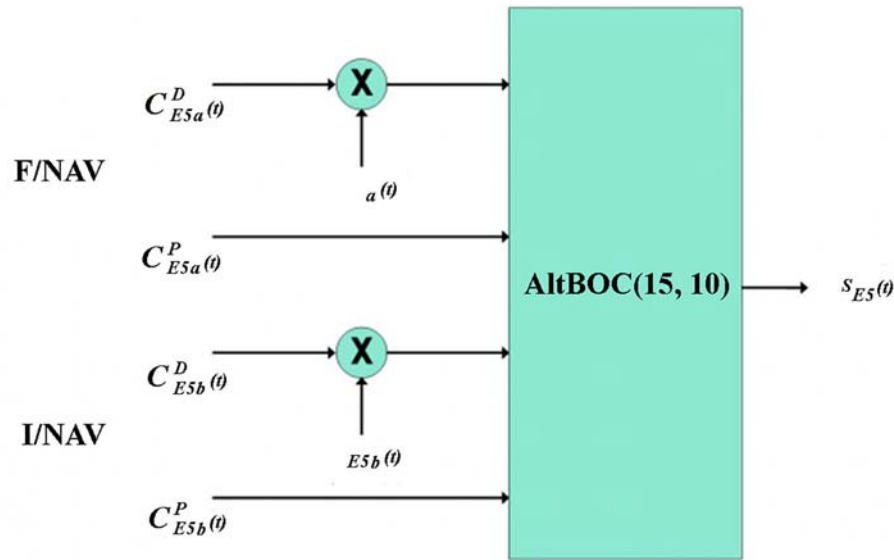 C^D_E5a(t)
X
a(t)
F/NAV
C^P_E5a(t)
AltBOC(15, 10)
S_E5(t)
C^D_E5b(t)
X
I/NAV
E5b(t)
C^P_E5b(t)